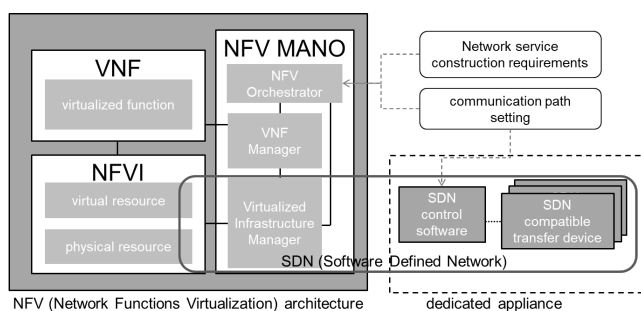 NFV MANO
VNF
virtualized function
NFV
Orchestrator
VNF
Manager
NFVI
virtual resource
physical resource
Virtualized
Infrastructure
Manager
Network service
construction requirements
communication path
setting
SDN
control
software
SDN
compatible
transfer device
SDN (Software Defined Network)
NFV (Network Functions Virtualization) architecture
dedicated appliance